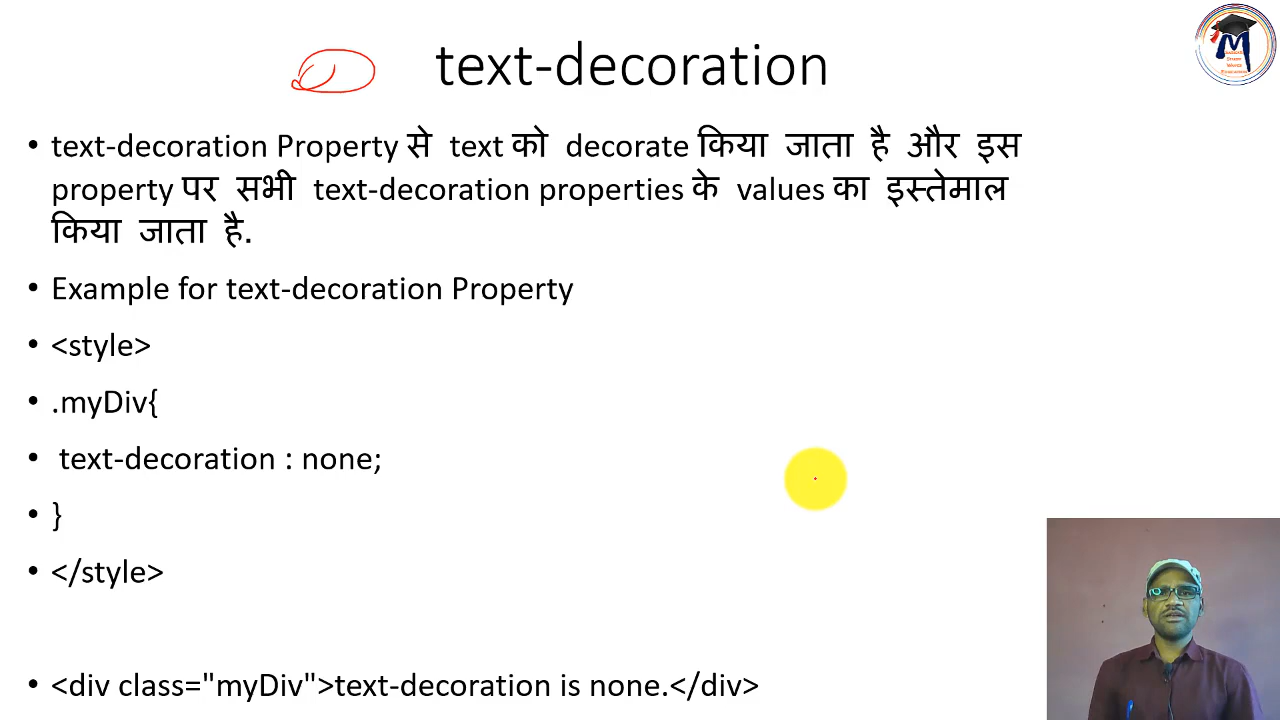 text-decoration
• text-decoration Property से text को decorate किया जाता है और इस
property पर सभी text-decoration properties के values का इस्तेमाल
किया जाता है.
• Example for text-decoration Property
• <style>
• .myDiv{
• text-decoration : none;
• }
• </style>
• <div class="myDiv">text-decoration is none.</div>